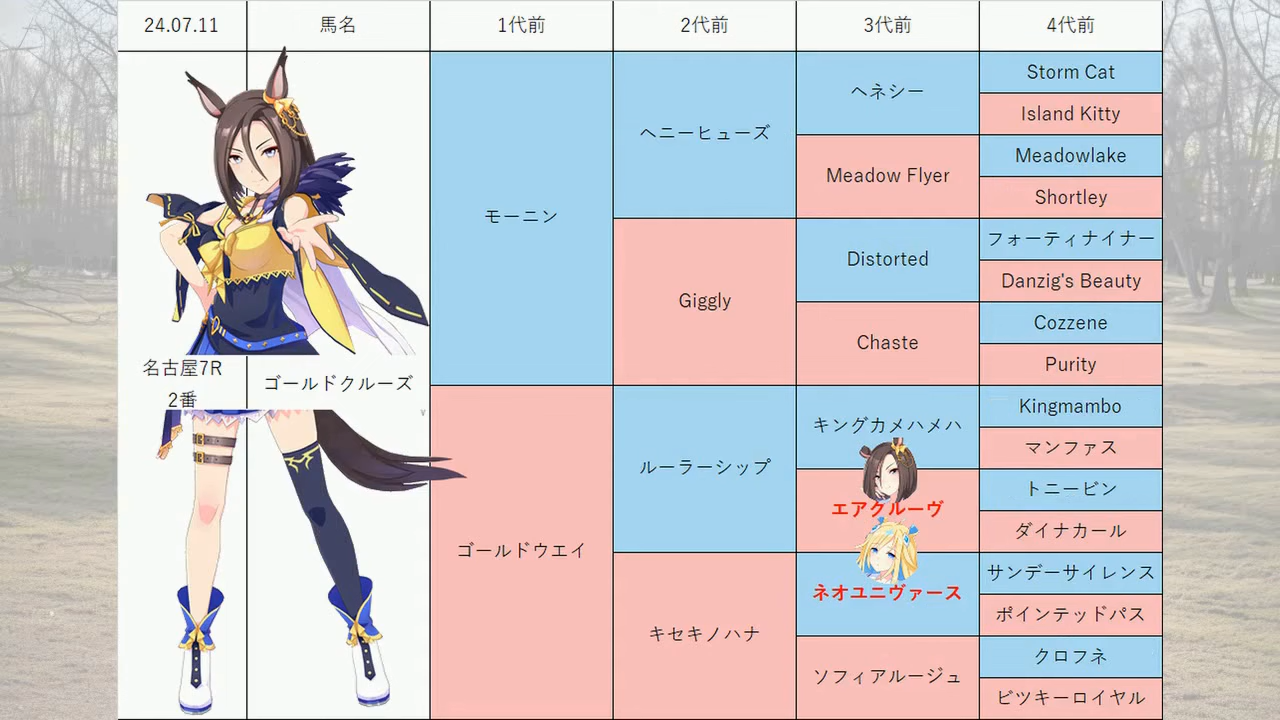 24.07.11
馬名
1代前
2代前
3代前
4代前
名古屋7R
2番
ゴールドクルーズ
モーニン
ゴールドウエイ
ヘニーヒューズ
Giggly
ルーラーシップ
キセキノハナ
ヘネシー
Meadow Flyer
Distorted
Chaste
キングカメハメハ
エアグルーヴ
ネオユニヴァース
ソフィアルージュ
Storm Cat
Island Kitty
Meadowlake
Shortley
フォーティナイナー
Danzig's Beauty
Cozzene
Purity
Kingmambo
マンファス
トニービン
ダイナカール
サンデーサイレンス
ポインテッドパス
クロフネ
ビツキーロイヤル